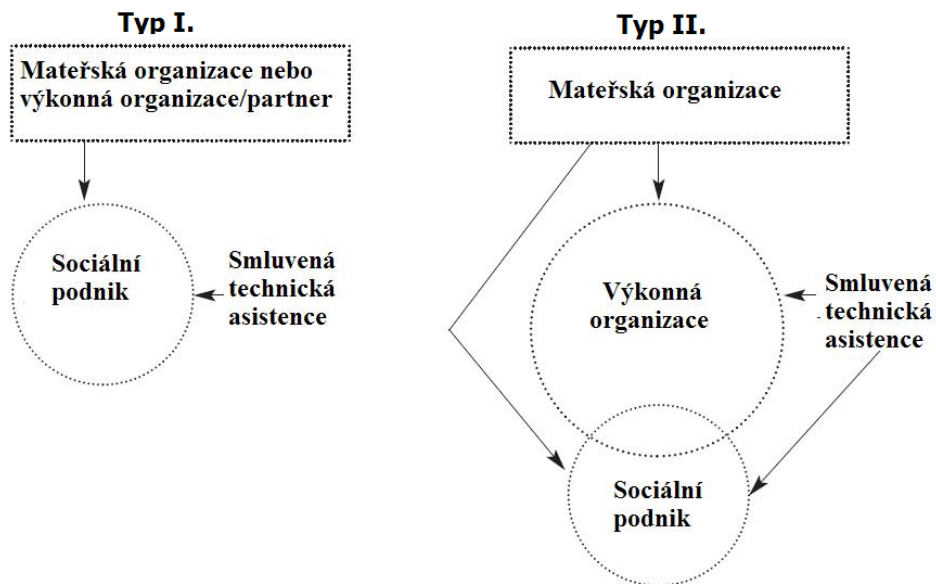 Typ I.
Mateřská organizace nebo
výkonná organizace/partner
Sociální
podnik
Smluvená
technická
asistence
Typ II.
Mateřská organizace
Výkonná
organizace
Smluvená
technická
asistence
Sociální
podnik